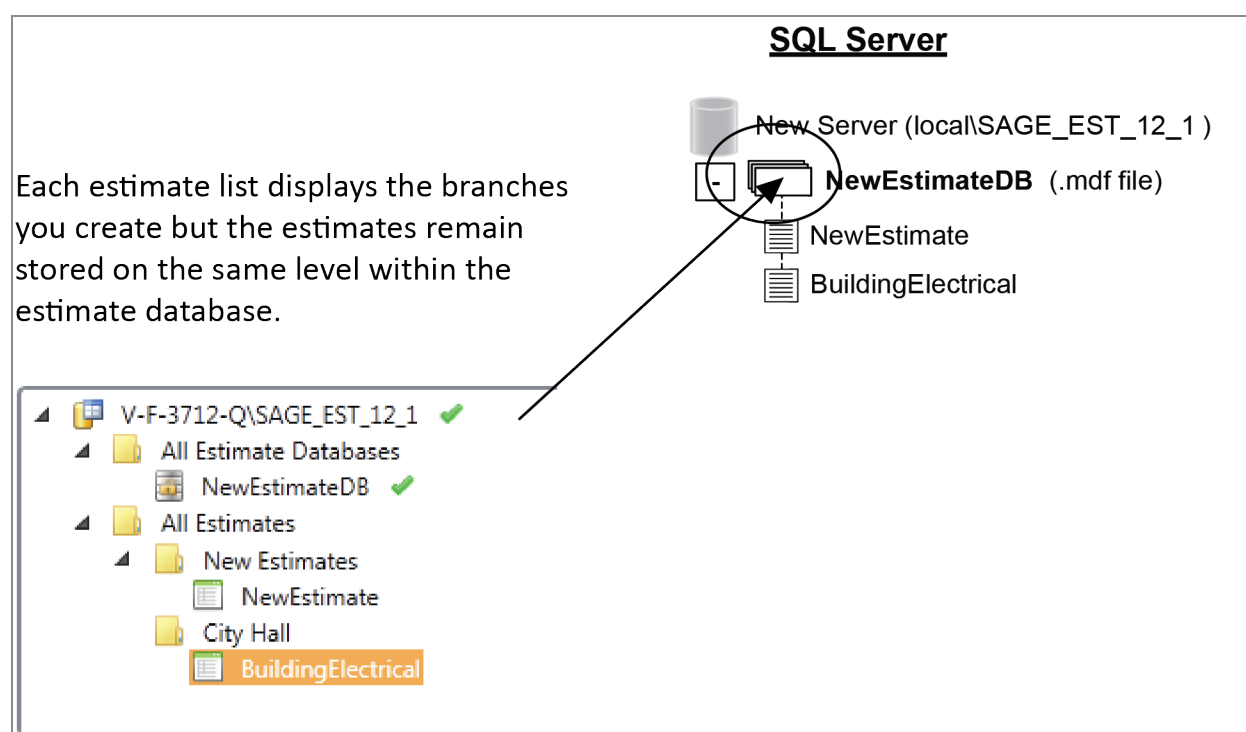 SQL Server
New Server (local\SAGE_EST_12_1 )
- NewEstimateDB (.mdf file)
NewEstimate
BuildingElectrical
Each estimate list displays the branches
you create but the estimates remain
stored on the same level within the
estimate database.
V-F-3712-Q\SAGE_EST_12_1
All Estimate Databases
NewEstimateDB
All Estimates
New Estimates
NewEstimate
City Hall
BuildingElectrical